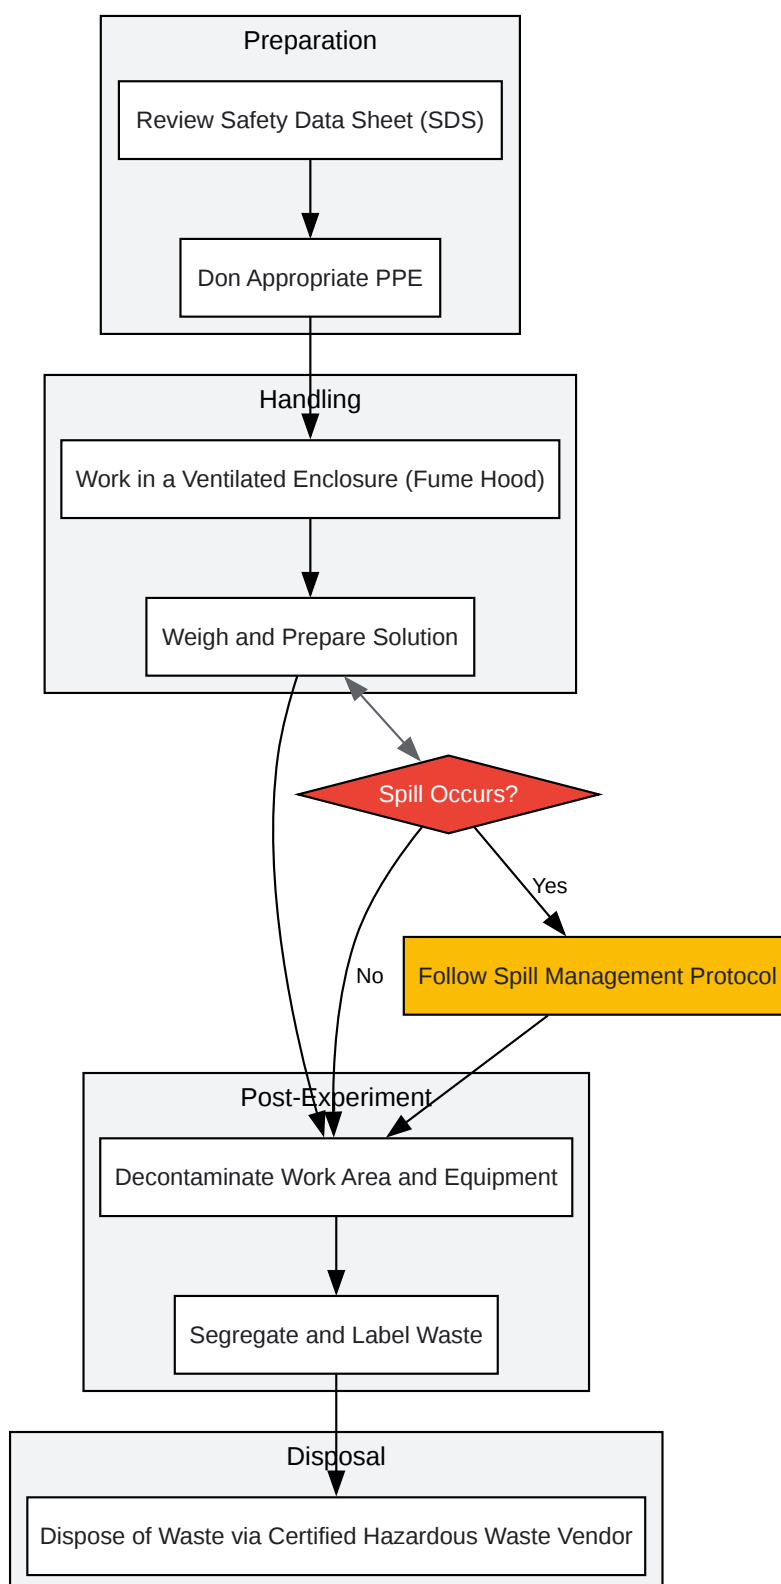 Preparation
Review Safety Data Sheet (SDS)
Don Appropriate PPE
Handling
Work in a Ventilated Enclosure (Fume Hood)
Weigh and Prepare Solution
Spill Occurs?
Yes
No
Follow Spill Management Protocol
Post-Experiment
Decontaminate Work Area and Equipment
Segregate and Label Waste
Disposal
Dispose of Waste via Certified Hazardous Waste Vendor